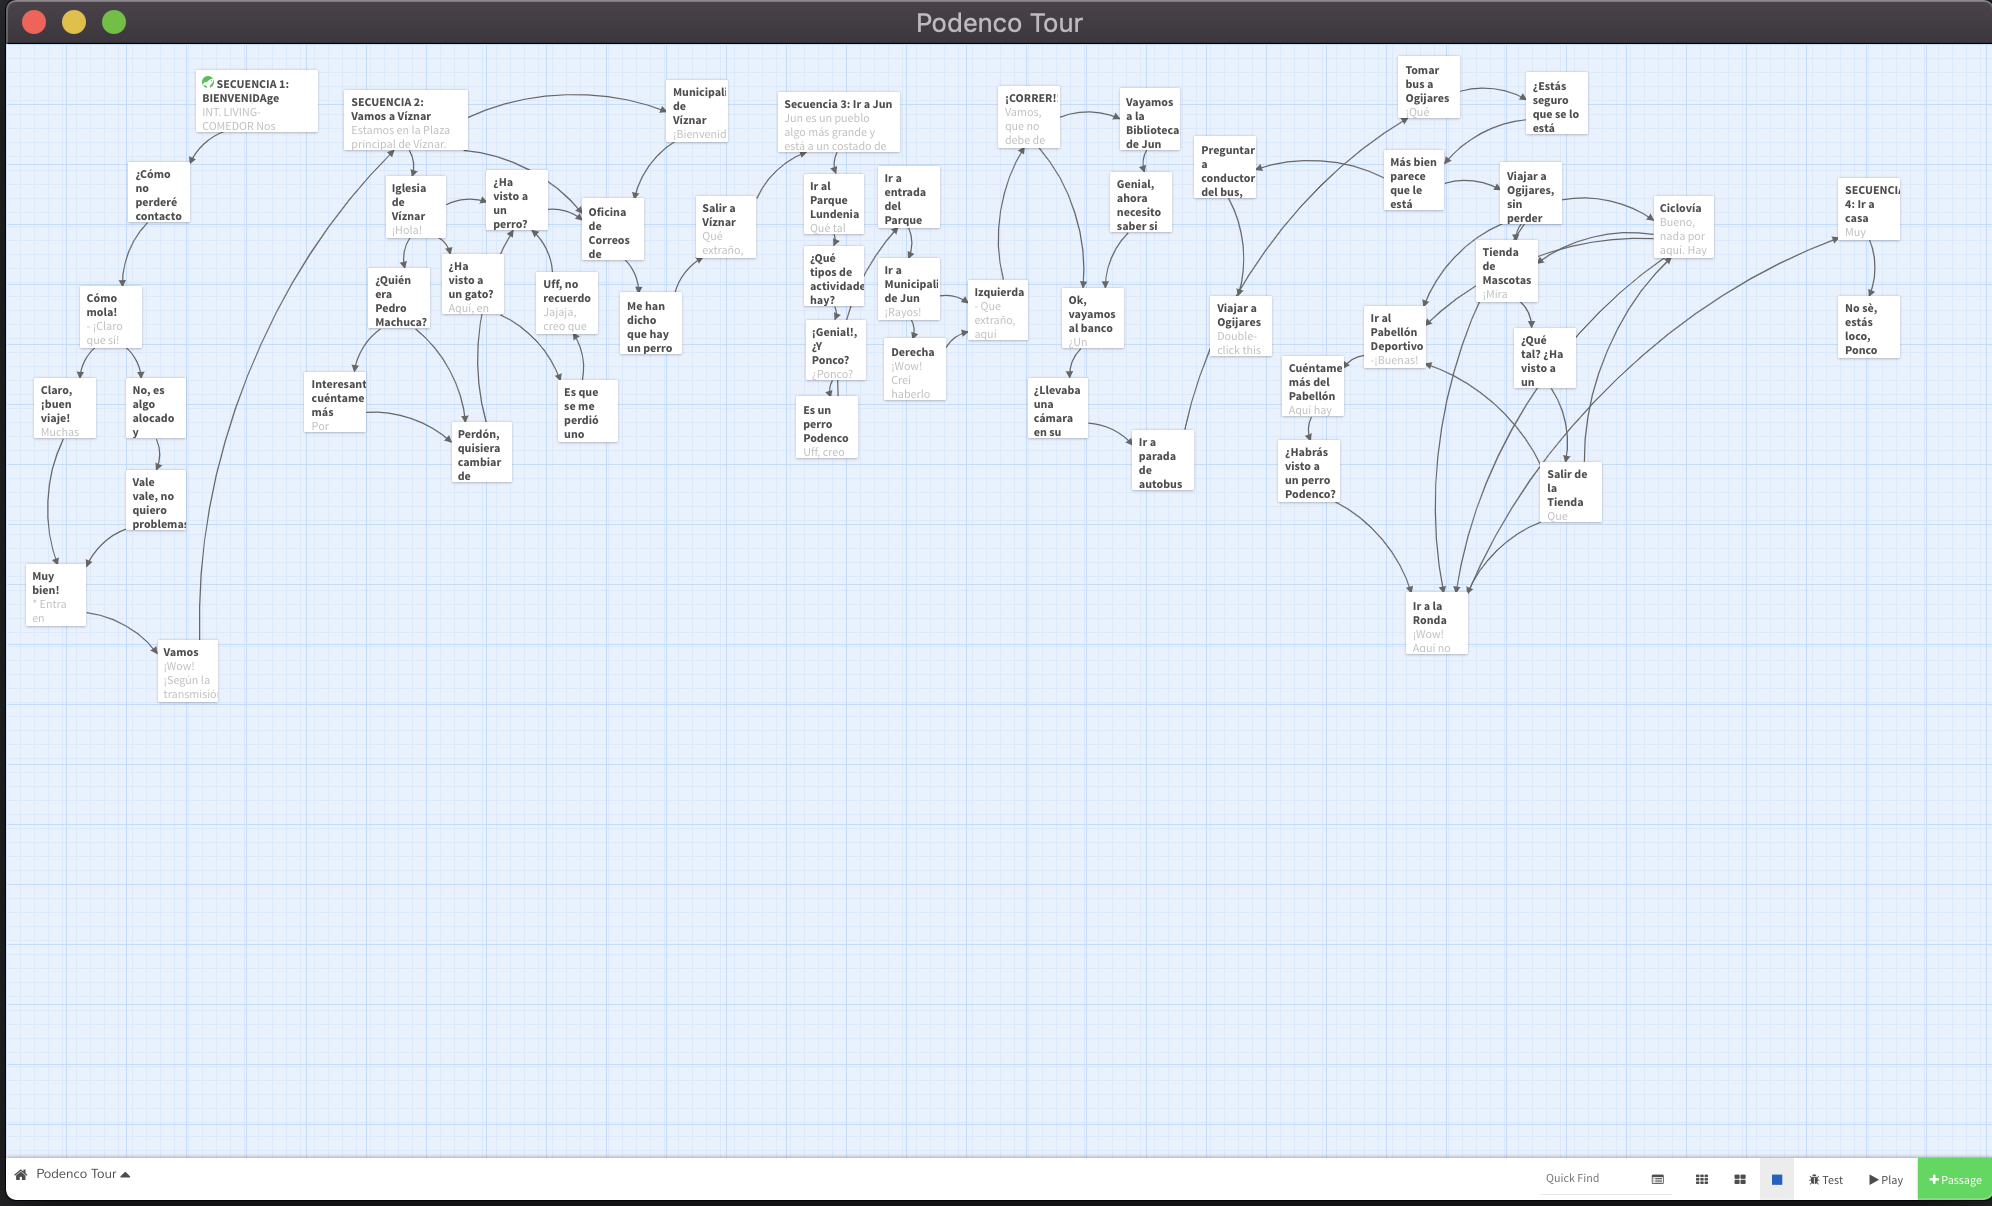 Podenco Tour
SECUENCIA 1:
BIENVENIDAge
INT. LIVING-
COMEDOR Nos
SECUENCIA 2:
Vamos a Víznar
Estamos en la Plaza
principal de Víznar.
Municipali
de
Víznar
¡Bienvenid
Secuencia 3: Ir a Jun
Jun es un pueblo
algo más grande y
está a un costado de
¡CORRER!
Vamos,
que no
debe de
Vayamos
a la
Biblioteca
de Jun
Tomar
bus a
Ogijares
¡Qué
¿Estás
seguro
que se lo
está
¿Cómo
no
perderé
contacto
Iglesia
de
Víznar
¡Hola!
¿Ha
visto a
un
perro?
Oficina
de
Correos
de
Salir a
Víznar
Qué
extraño,
Ir al
Parque
Lundenia
Qué tal
Ir a
entrada
del
Parque
Genial,
ahora
necesito
saber si
Preguntar
a
conductor
del bus,
Más bien
parece
que le
está
Viajar a
Ogijares,
sin
perder
Ciclovía
Bueno,
nada por
aquí. Hay
SECUENCIA
4: Ir a
casa
Muy
¿Quién
era
Pedro
Machuca?
¿Ha
visto a
un gato?
Aquí, en
Uff, no
recuerdo
Jajaja,
creo que
¿Qué
tipos de
actividade
hay?
Ir a
Municipali
de Jun
¡Rayos!
Izquierda
- Que
extraño,
aquí
Tienda
de
Mascotas
¡Mira
Cómo
mola!
- ¡Claro
que sí!
Me han
dicho
que hay
un perro
¡Genial!,
¿Y
Ponco?
¿Ponco?
Derecha
¡Wow!
Creí
haberlo
Ok,
vayamos
al banco
¿Un
Viajar a
Ogijares
Double-
click this
Ir al
Pabellón
Deportivo
-¡Buenas!
¿Qué
tal? ¿Ha
visto a
un
No sè,
estás
loco,
Ponco
Claro,
¡buen
viaje!
Muchas
No, es
algo
alocado
y
Interesant
cuéntame
más
Por
Es que
se me
perdió
uno
Es un
perro
Podenco
Uff, creo
¿Llevaba
una
cámara
en su
Cuéntame
más del
Pabellón
Aquí hay
Perdón,
quisiera
cambiar
de
Ir a
parada
de
autobus
¿Habrás
visto a
un perro
Podenco?
Salir de
la
Tienda
Que
Vale
vale, no
quiero
problemas
Muy
bien!
* Entra
en
Ir a la
Ronda
¡Wow!
Aquí no
Vamos
¡Wow!
¡Según la
transmisió
Podenco Tour
Quick Find
Test
Play
+Passage